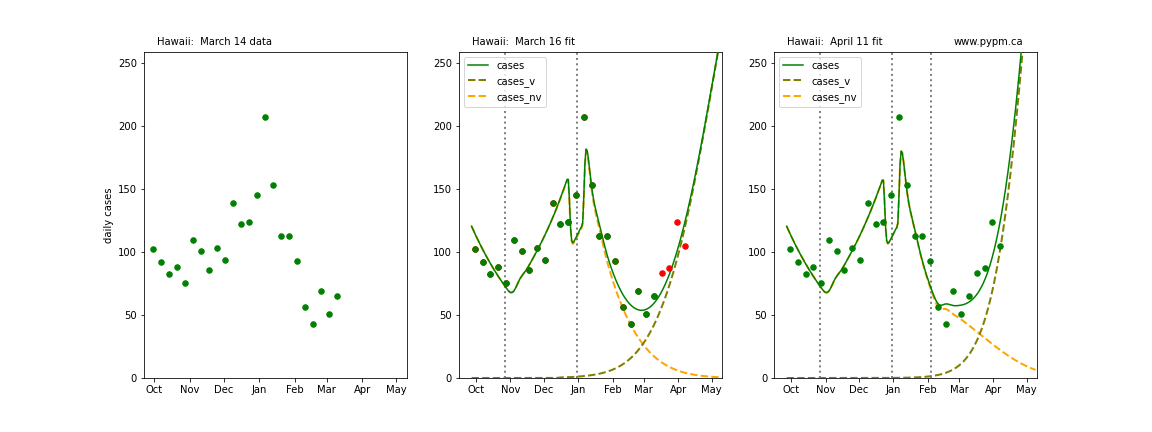 Hawaii:  March 14 data
250
200
150
100
50
0
daily cases
Oct Nov Dec Jan Feb Mar Apr May
Hawaii:  March 16 fit
cases
cases_v
cases_nv
250
200
150
100
50
0
Oct Nov Dec Jan Feb Mar Apr May
Hawaii:  April 11 fit www.pypm.ca
cases
cases_v
cases_nv
250
200
150
100
50
0
Oct Nov Dec Jan Feb Mar Apr May